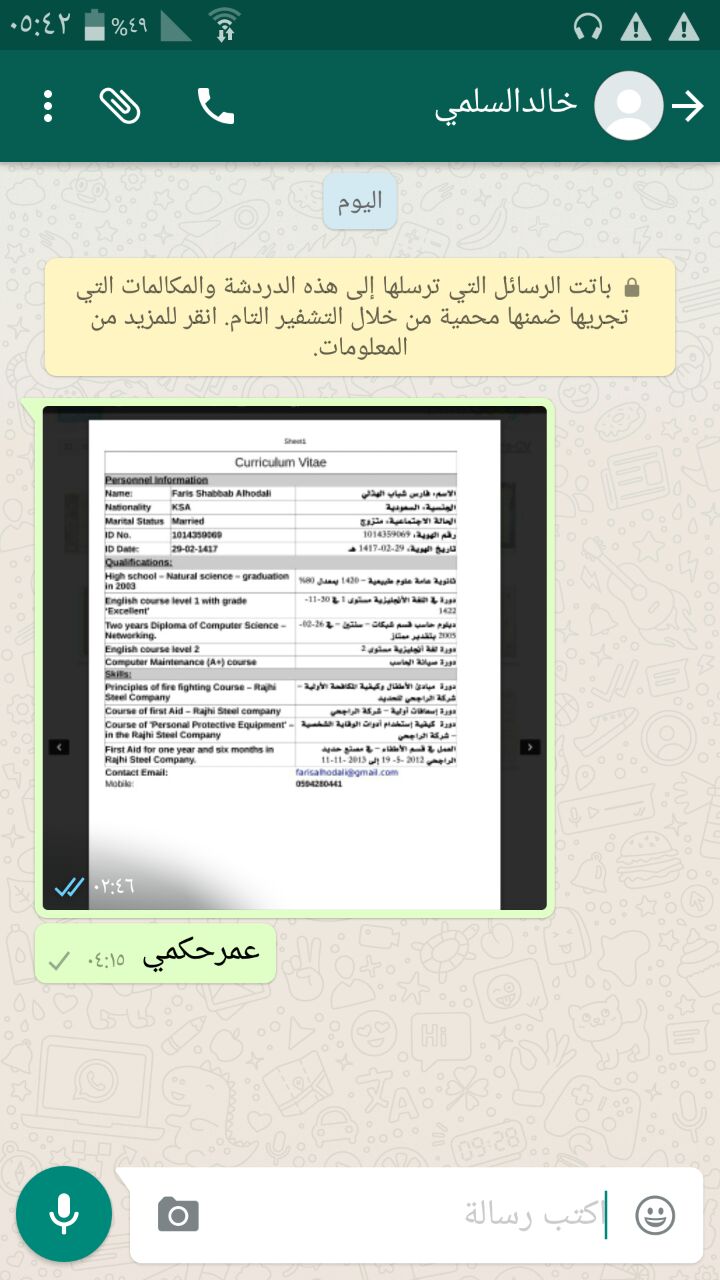 ٠٥:٤٢ %٤٩
خالدالسلمي
اليوم
باتت الرسائل التي ترسلها إلى هذه الدردشة والمكالمات التي
تجريها ضمنها محمية من خلال التشفير التام. انقر للمزيد من
المعلومات.
Sheet1
Curriculum Vitae
Personnel Information
Name: Faris Shabbab Alhodali الاسم: فارس شباب الهذلي
Nationality KSA الجنسية: السعودية
Marital Status Married الحالة الاجتماعية: متزوج
ID No. 1014359069 رقم الهوية: 1014359069
ID Date: 29-02-1417 تاريخ الهوية: 29-02-1417 هـ
Qualifications:
High school – Natural science – graduation
in 2003
ثانوية عامة علوم طبيعية – 1420 بمعدل 80%
English course level 1 with grade
'Excellent'
دورة في اللغة الأنجليزية مستوى 1 في 30-11-
1422
Two years Diploma of Computer Science –
Networking.
دبلوم حاسب قسم شبكات – سنتين – في 26-02-
2005 بتقدير ممتاز
English course level 2 دورة لغة أنجليزية مستوى 2
Computer Maintenance (A+) course دورة صيانة الحاسب
Skills:
Principles of fire fighting Course – Rajhi
Steel Company
دورة مبادئ الأطفال وكيفية المكافحة الأولية –
شركة الراجحي للحديد
Course of first Aid – Rajhi Steel company دورة إسعافات أولية – شركة الراجحي
Course of 'Personal Protective Equipment' –
in the Rajhi Steel Company
دورة كيفية إستخدام أدوات الوقاية الشخصية
– شركة الراجحي
First Aid for one year and six months in
Rajhi Steel Company.
العمل في قسم الأطفاء – في مصنع حديد
الراجحي 2012 -5- 19 إلى 2013 -11-11
Contact Email: farisalhodali@gmail.com
Mobile: 0594280441
٠٢:٤٦
عمرحكمي ٠٤:١٥
اكتب رسالة